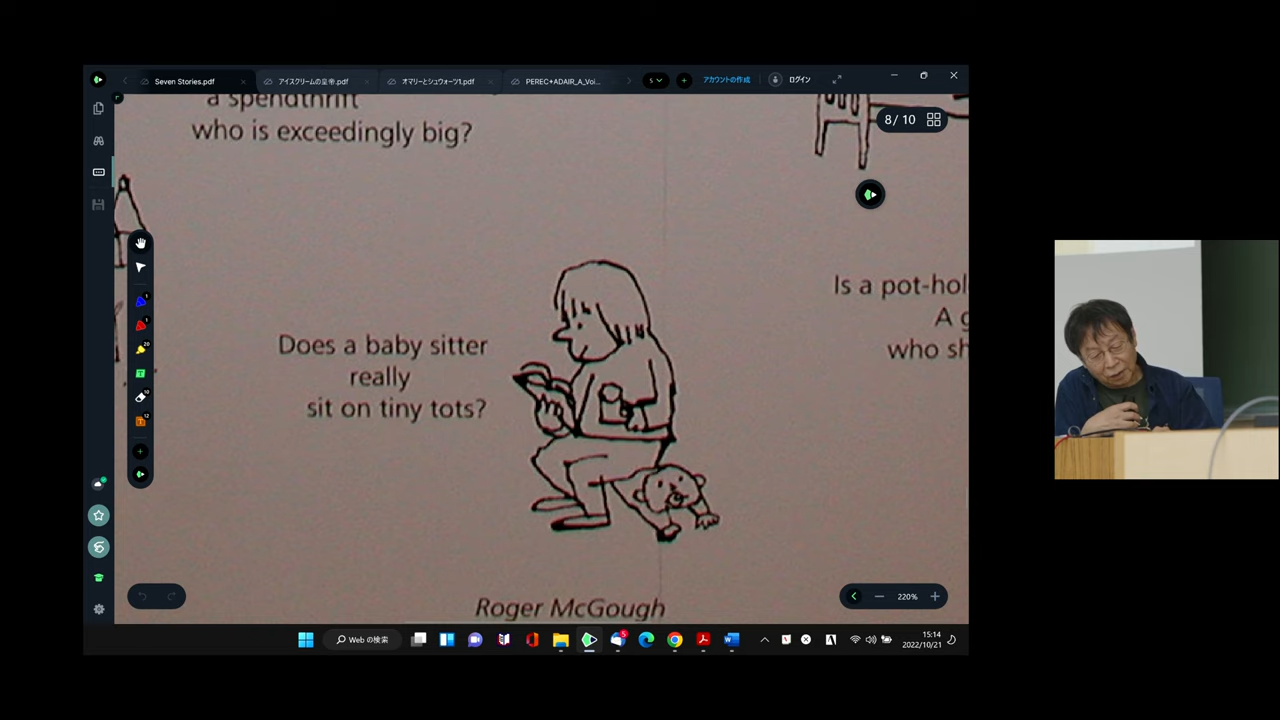 Seven Stories.pdf
アイスクリームの皇帝.pdf
オマリーとシュウォーツ1.pdf
PEREC+ADAIR_A_Voi...
5
アカウントの作成
ログイン
a spendthrift
who is exceedingly big?
8 / 10
Is a pot-hol
A g
who sh
Does a baby sitter
really
sit on tiny tots?
Roger McGough
220%
Web の検索
15:14
2022/10/21